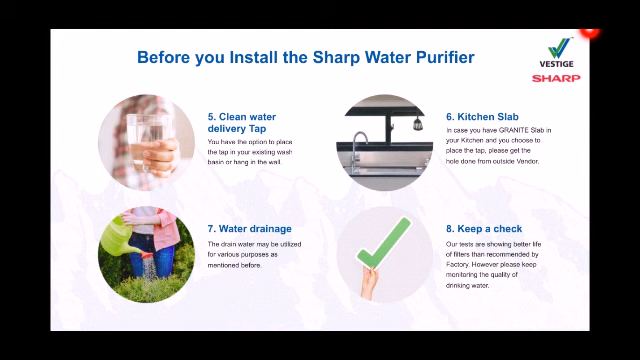 Before you Install the Sharp Water Purifier
VESTIGE
SHARP
5. Clean water
delivery Tap
You have the option to place
the tap in your existing wash
basin or hang in the wall.
6. Kitchen Slab
In case you have GRANITE Slab in
your Kitchen and you choose to
place the tap, please get the
hole done from outside Vendor.
7. Water drainage
The drain water may be utilized
for various purposes as
mentioned before.
8. Keep a check
Our tests are showing better life
of filters than recommended by
Factory. However please keep
monitoring the quality of
drinking water.